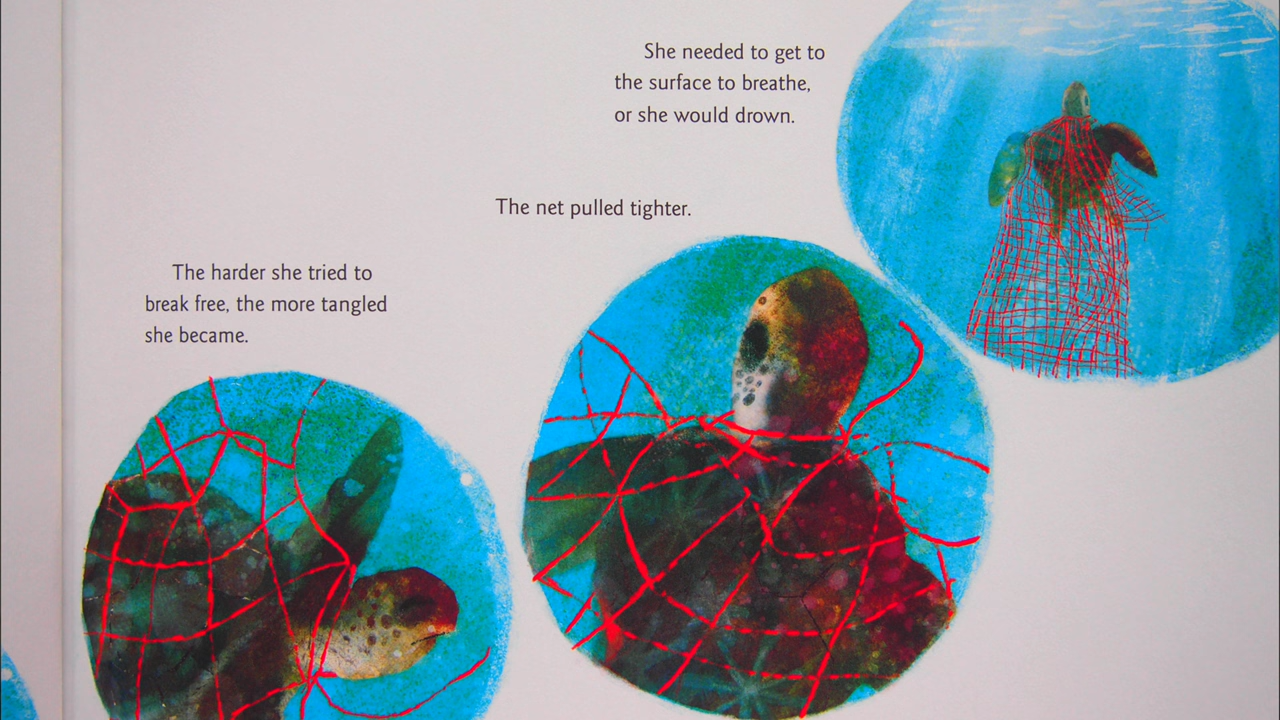 The harder she tried to
break free, the more tangled
she became.
The net pulled tighter.
She needed to get to
the surface to breathe,
or she would drown.